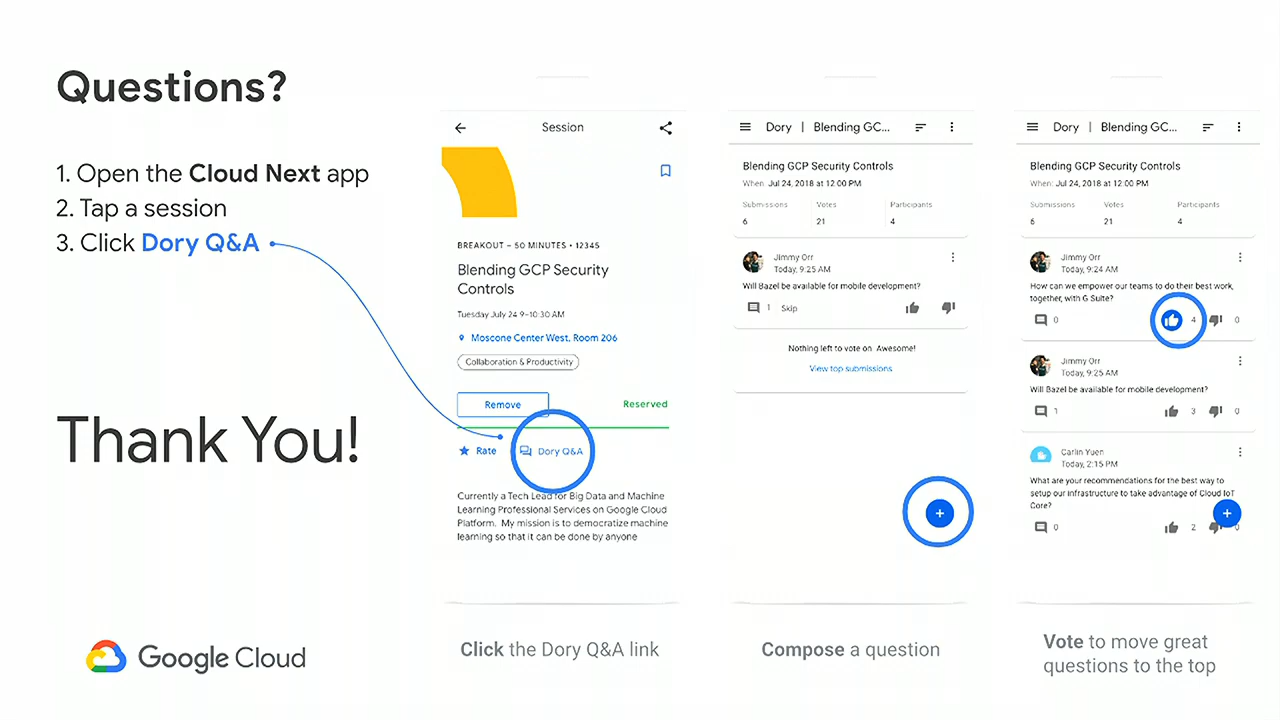 Questions?
1. Open the Cloud Next app
2. Tap a session
3. Click Dory Q&A
Thank You!
Google Cloud
Session
BREAKOUT – 50 MINUTES • 12345
Blending GCP Security
Controls
Tuesday July 24 9–10:30 AM
Moscone Center West, Room 206
Collaboration & Productivity
Remove
Reserved
Rate
Dory Q&A
Currently a Tech Lead for Big Data and Machine
Learning Professional Services on Google Cloud
Platform. My mission is to democratize machine
learning so that it can be done by anyone
Click the Dory Q&A link
Dory | Blending GC...
Blending GCP Security Controls
When: Jul 24, 2018 at 12:00 PM
Submissions Votes Participants
6 21 4
Jimmy Orr
Today, 9:25 AM
Will Bazel be available for mobile development?
1 Skip
Nothing left to vote on Awesome!
View top submissions
+
Compose a question
Dory | Blending GC...
Blending GCP Security Controls
When: Jul 24, 2018 at 12:00 PM
Submissions Votes Participants
6 21 4
Jimmy Orr
Today, 9:24 AM
How can we empower our teams to do their best work,
together, with G Suite?
0 4 0
Jimmy Orr
Today, 9:25 AM
Will Bazel be available for mobile development?
1 3 0
Carlin Yuen
Today, 2:15 PM
What are your recommendations for the best way to
setup our infrastructure to take advantage of Cloud IoT
Core?
+
0 2 0
Vote to move great
questions to the top